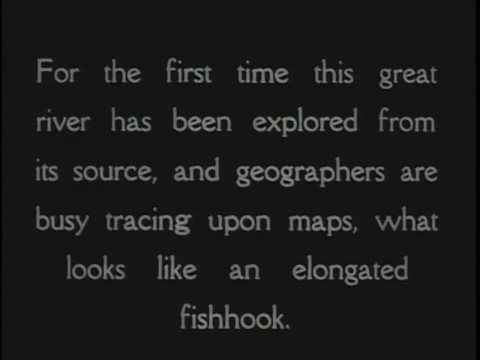 For the first time this great
river has been explored from
its source, and geographers are
busy tracing upon maps, what
looks like an elongated
fishhook.